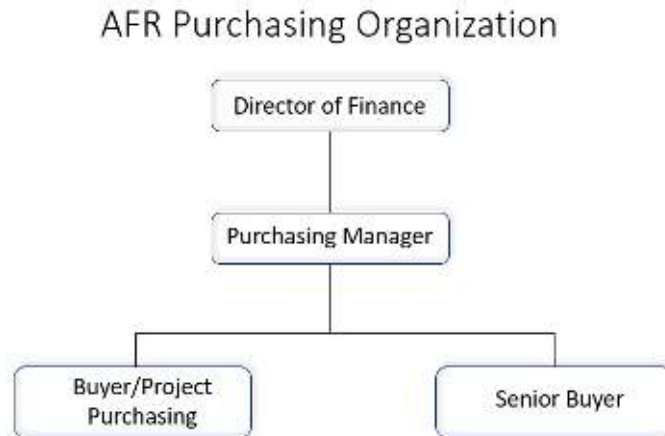 AFR Purchasing Organization
Director of Finance
Purchasing Manager
Buyer/Project
Purchasing
Senior Buyer